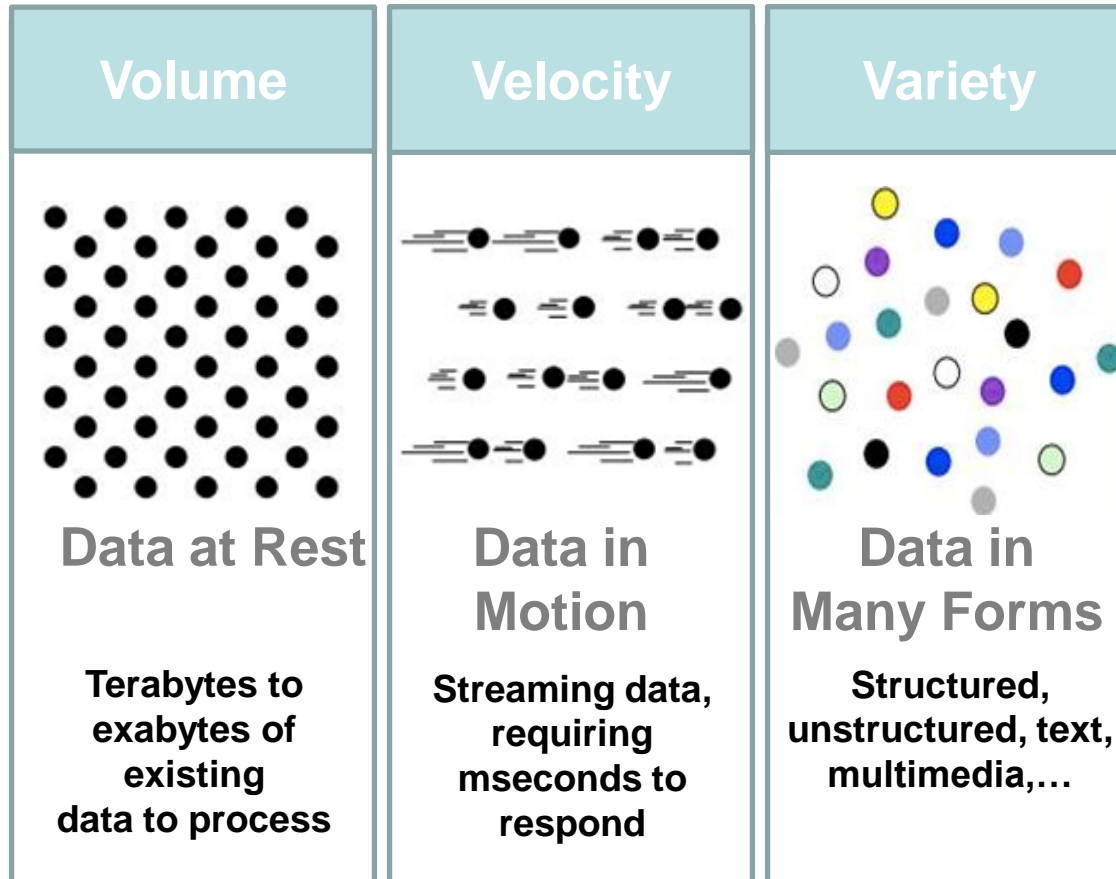 Volume
Data at Rest
Terabytes to
exabytes of
existing
data to process
Velocity
Data in
Motion
Streaming data,
requiring
mseconds to
respond
Variety
Data in
Many Forms
Structured,
unstructured, text,
multimedia,…